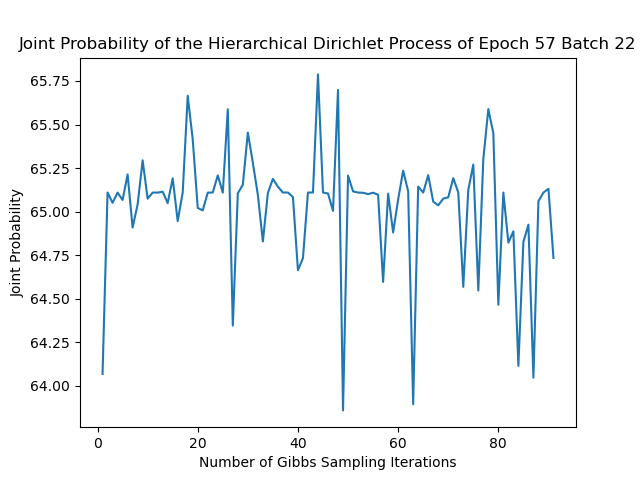 Joint Probability of the Hierarchical Dirichlet Process of Epoch 57 Batch 22
65.75
65.50
65.25
65.00
64.75
64.50
64.25
64.00
Joint Probability
0 20 40 60 80
Number of Gibbs Sampling Iterations